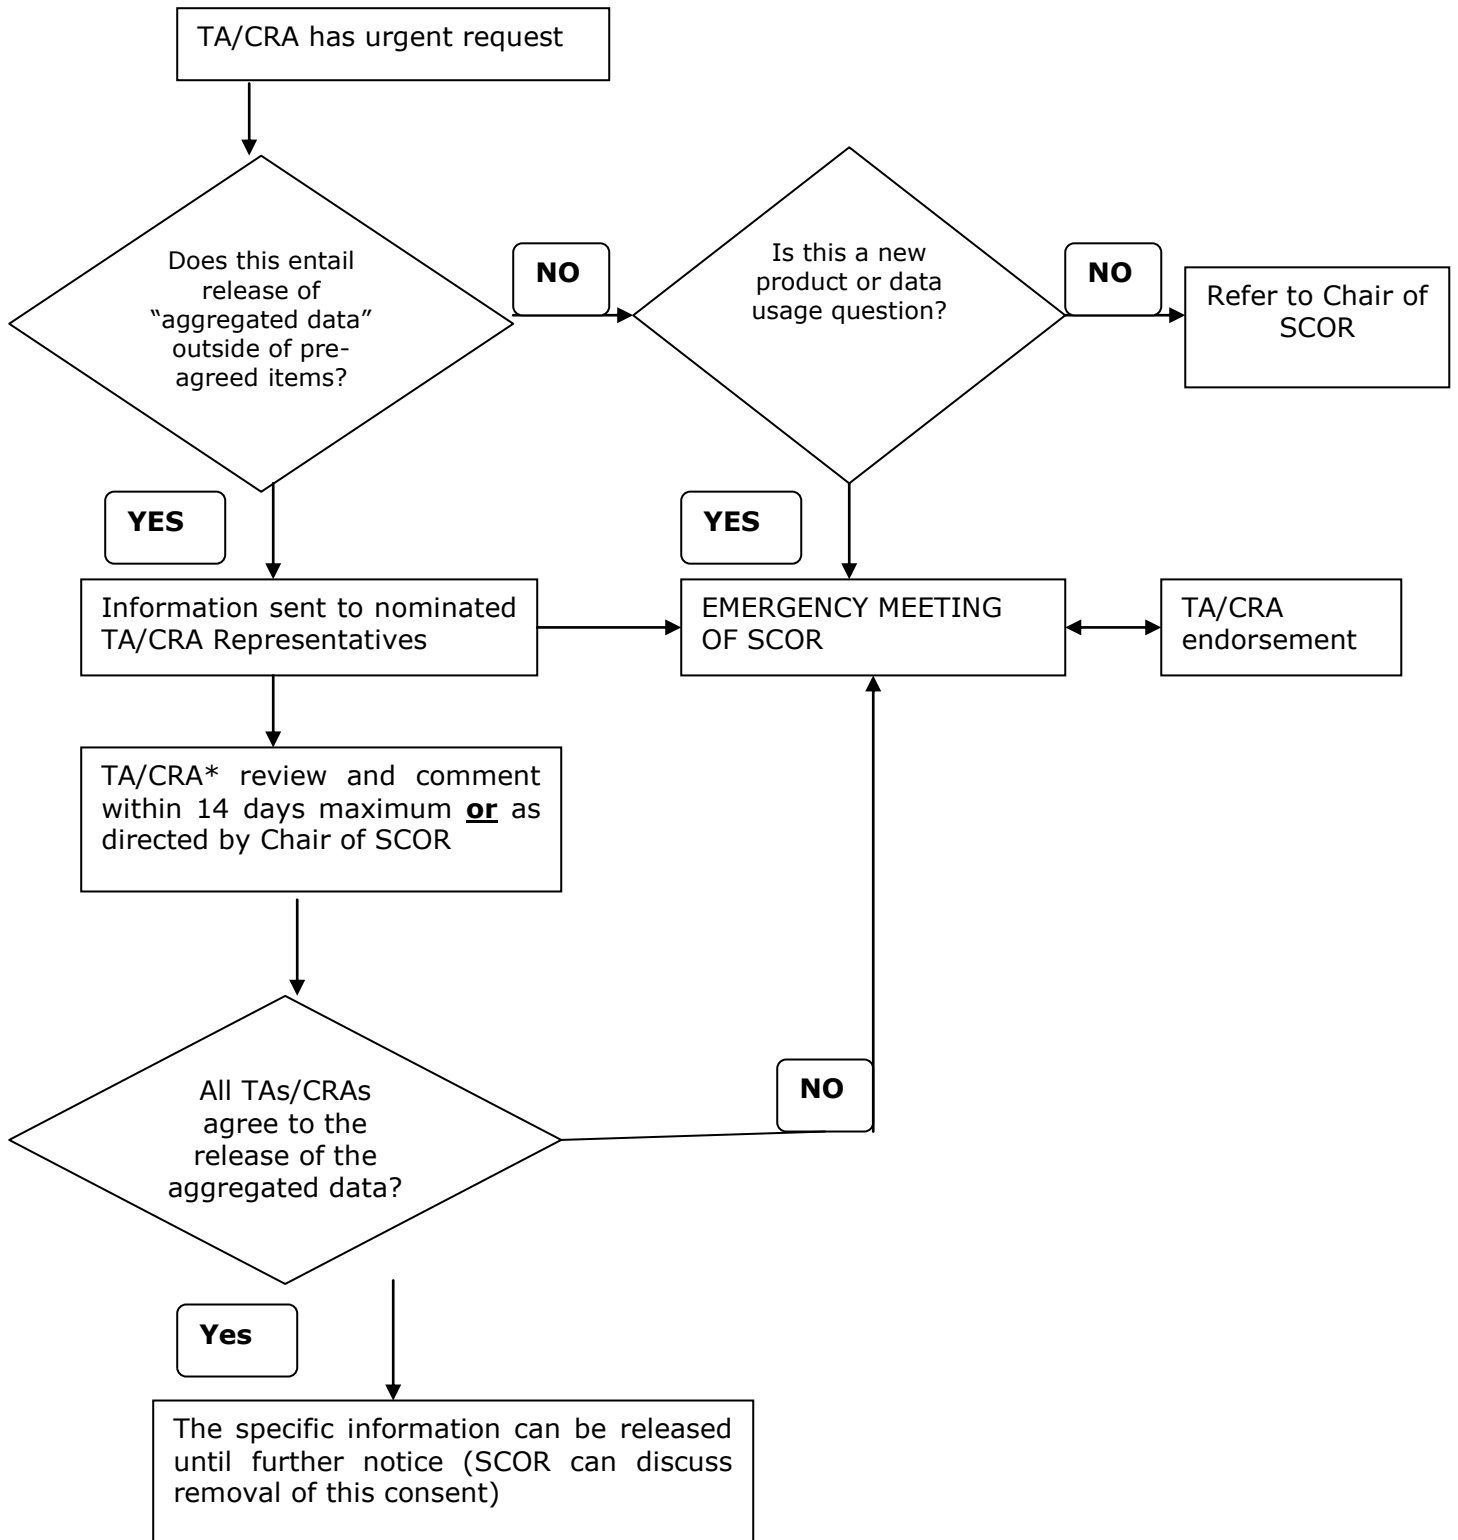 TA/CRA has urgent request
Does this entail
release of
“aggregated data”
outside of pre-
agreed items?
NO
Is this a new
product or data
usage question?
NO
Refer to Chair of
SCOR
YES
YES
Information sent to nominated
TA/CRA Representatives
EMERGENCY MEETING
OF SCOR
TA/CRA
endorsement
TA/CRA* review and comment
within 14 days maximum or as
directed by Chair of SCOR
All TAs/CRAs
agree to the
release of the
aggregated data?
NO
Yes
The specific information can be released
until further notice (SCOR can discuss
removal of this consent)